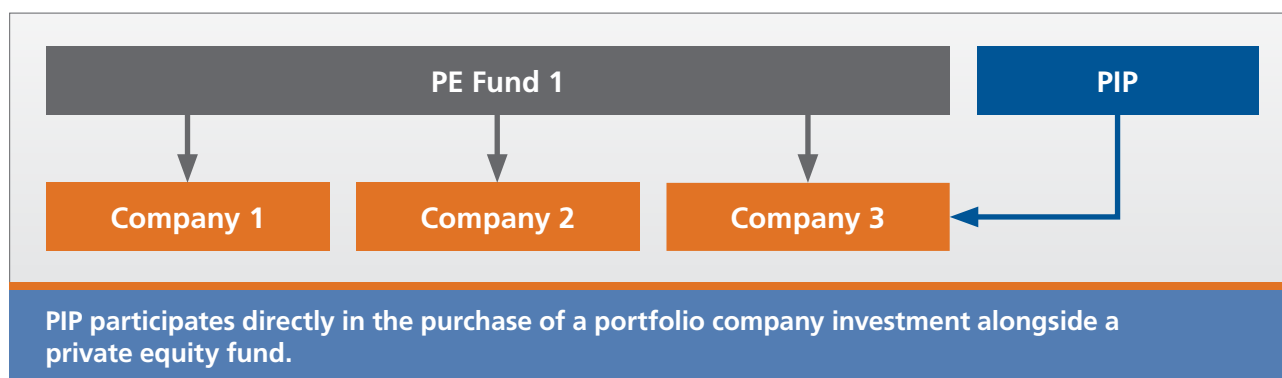 PE Fund 1
PIP
Company 1
Company 2
Company 3
PIP participates directly in the purchase of a portfolio company investment alongside a
private equity fund.